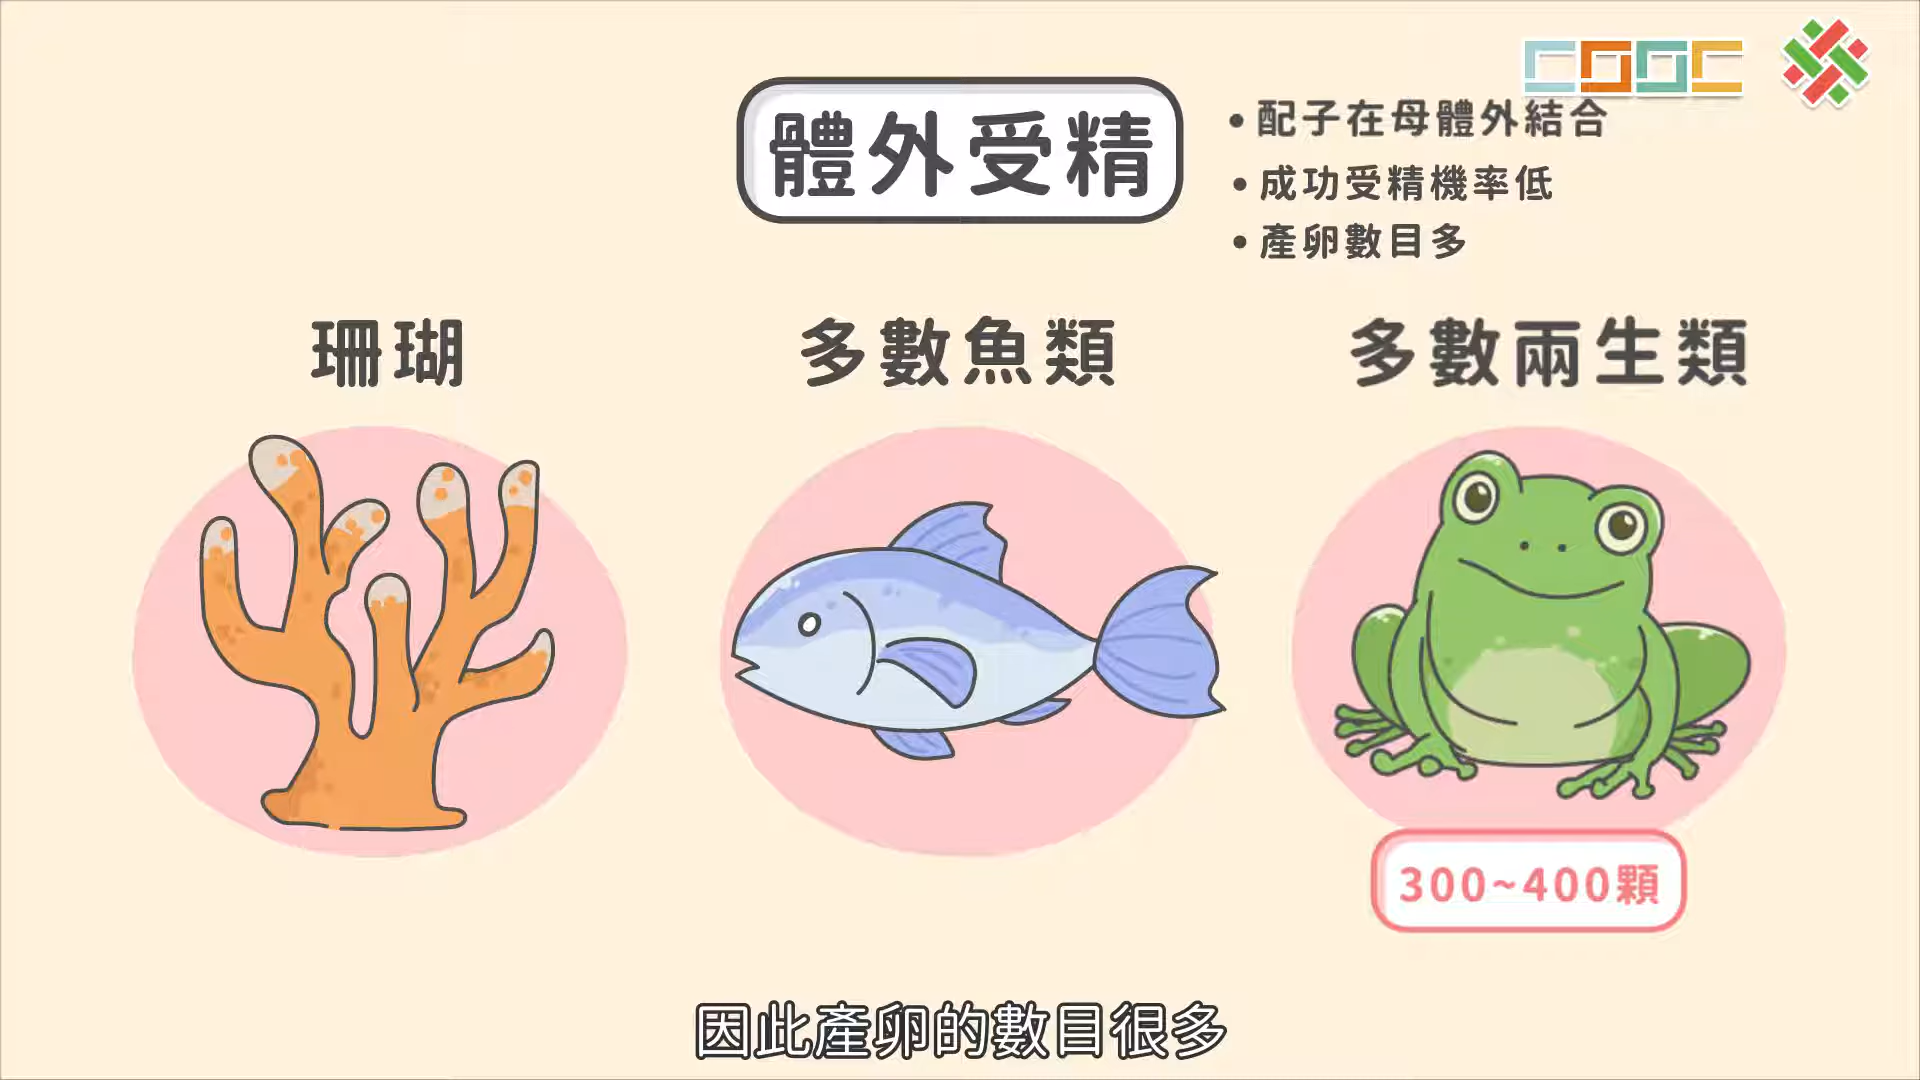 COOC
體外受精
• 配子在母體外結合
• 成功受精機率低
• 產卵數目多
珊瑚
多數魚類
多數兩生類
300~400顆
因此產卵的數目很多